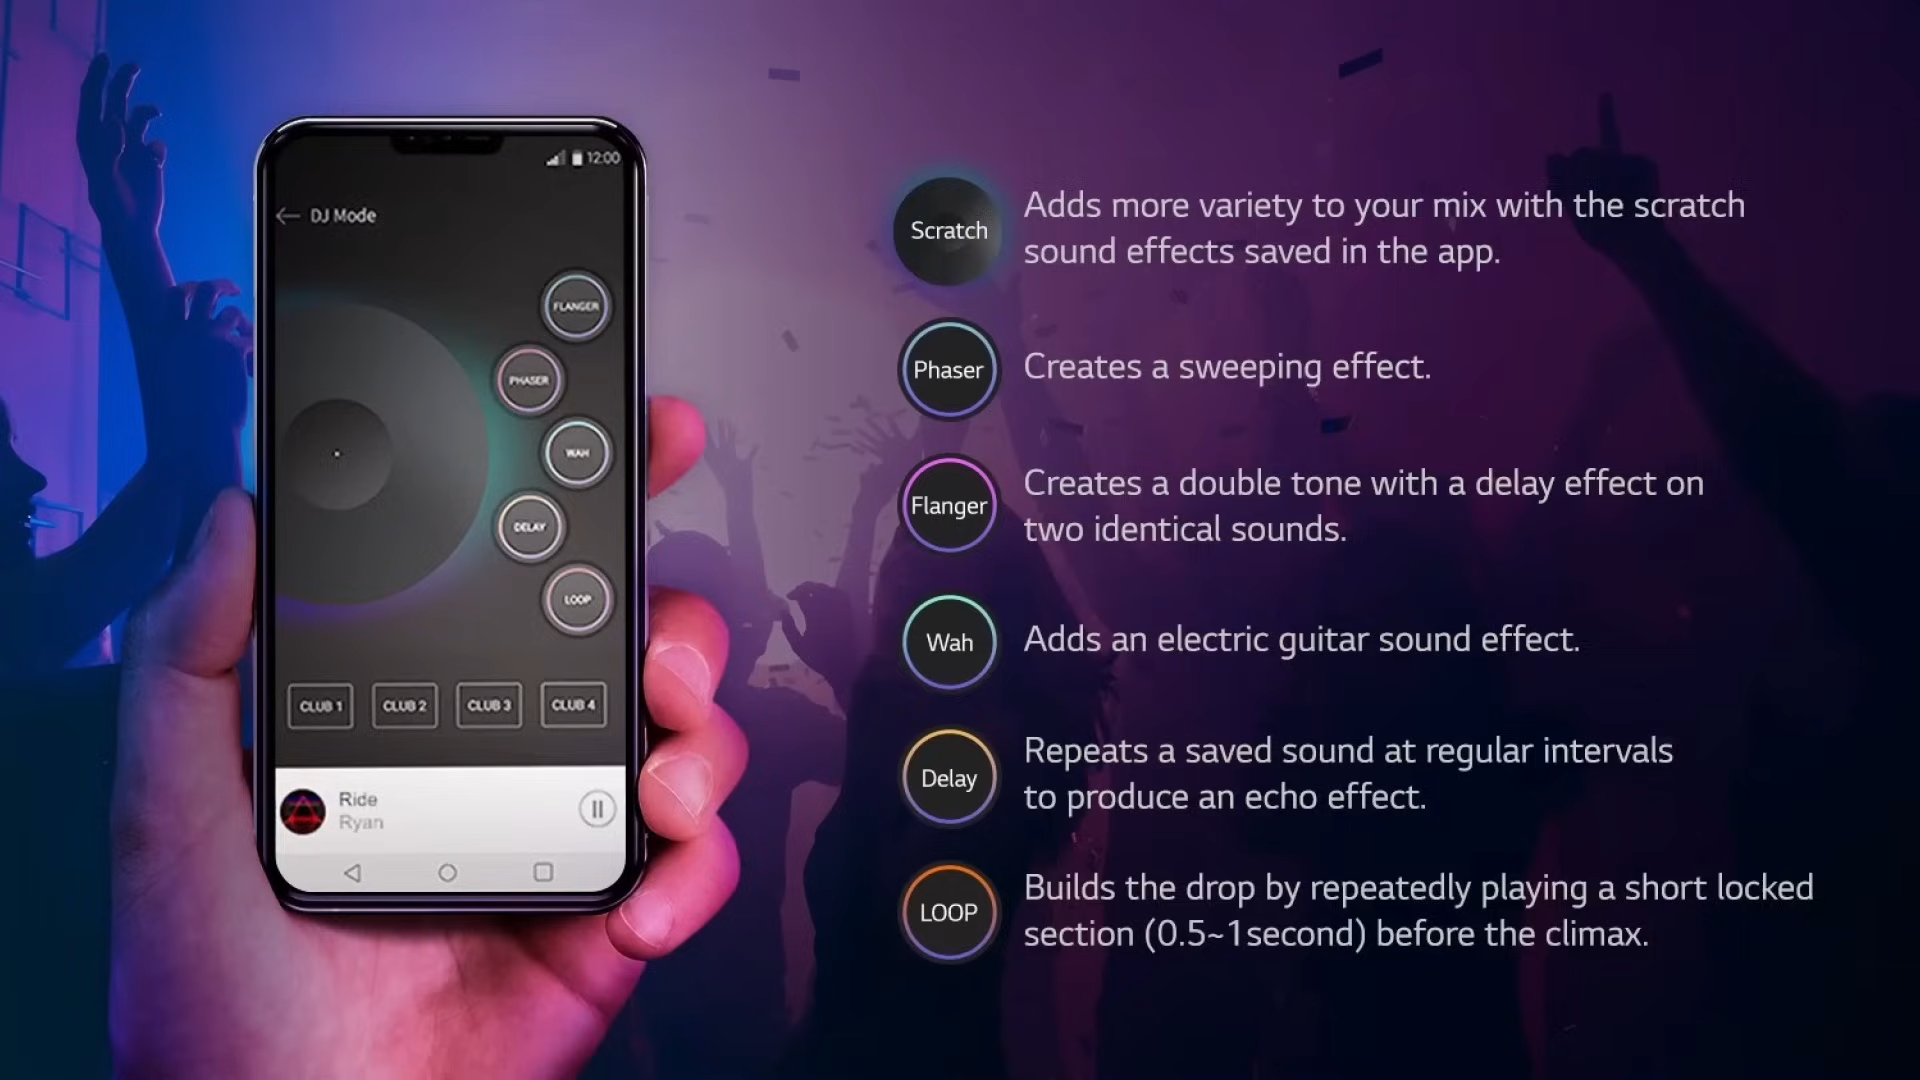 12:00
DJ Mode
FLANGER
PHASER
WAH
DELAY
LOOP
CLUB 1
CLUB 2
CLUB 3
CLUB 4
Ride
Ryan
Scratch
Adds more variety to your mix with the scratch
sound effects saved in the app.
Phaser
Creates a sweeping effect.
Flanger
Creates a double tone with a delay effect on
two identical sounds.
Wah
Adds an electric guitar sound effect.
Delay
Repeats a saved sound at regular intervals
to produce an echo effect.
LOOP
Builds the drop by repeatedly playing a short locked
section (0.5~1second) before the climax.